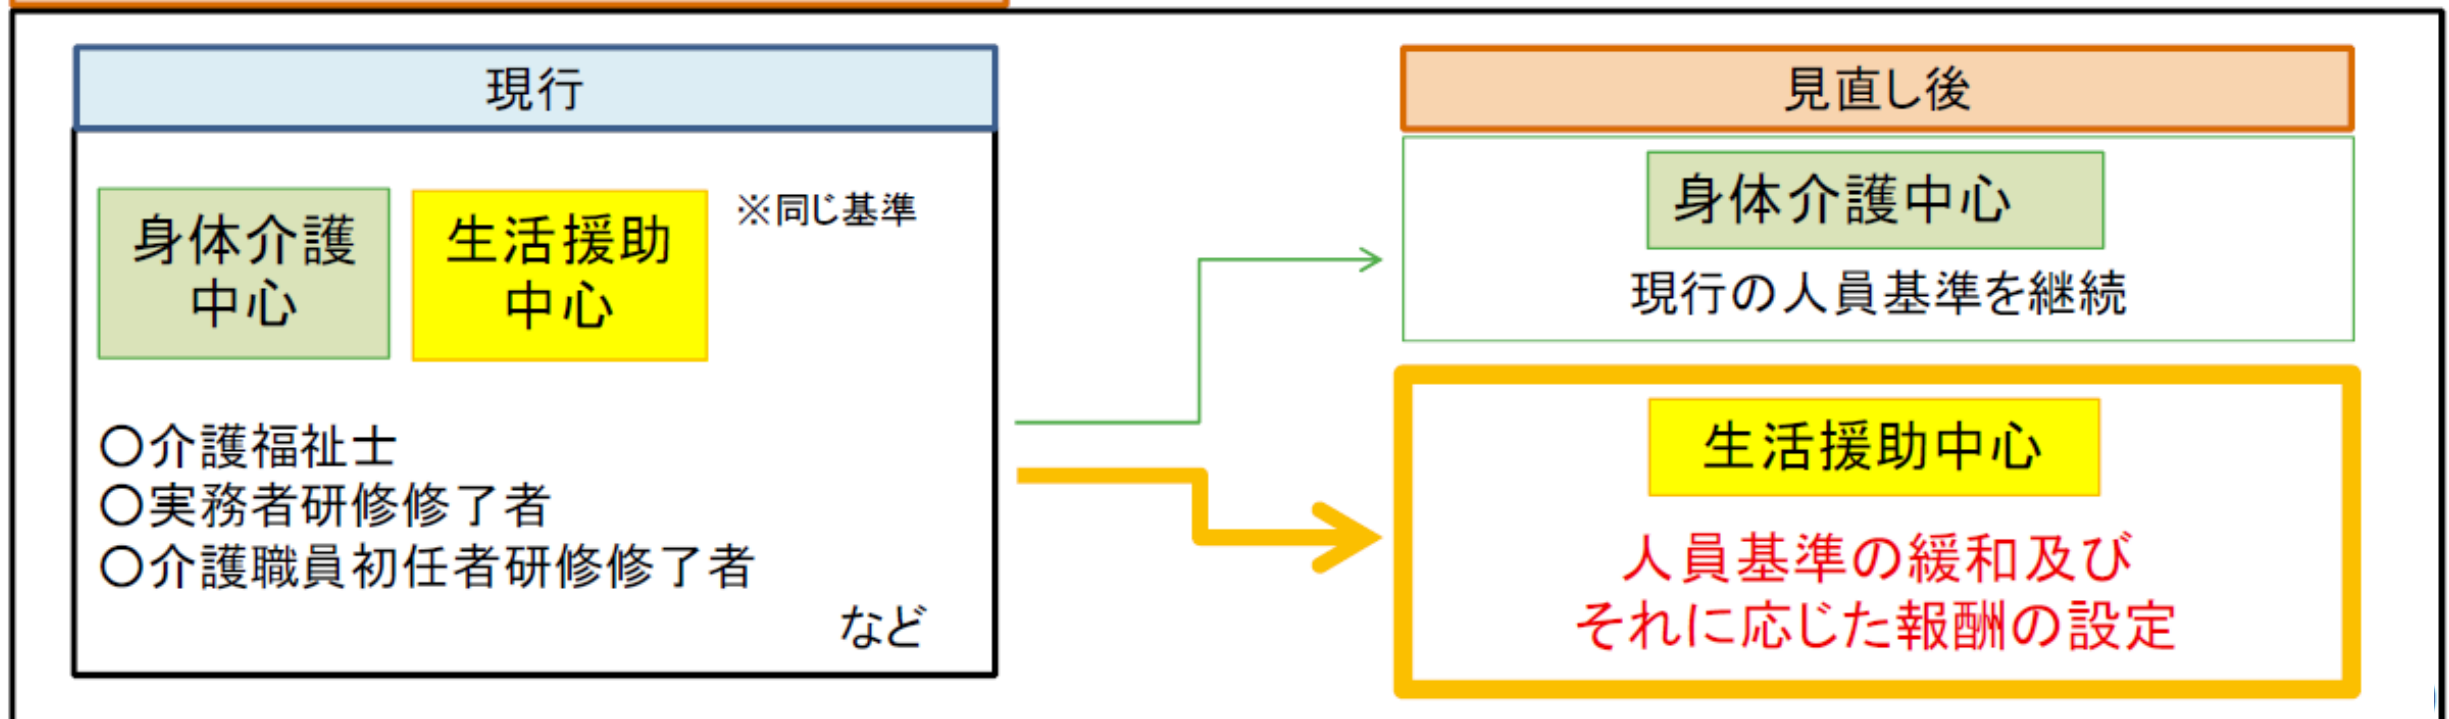 現行
身体介護
中心
生活援助
中心
※同じ基準
〇介護福祉士
〇実務者研修修了者
〇介護職員初任者研修修了者
など
見直し後
身体介護中心
現行の人員基準を継続
生活援助中心
人員基準の緩和及び
それに応じた報酬の設定